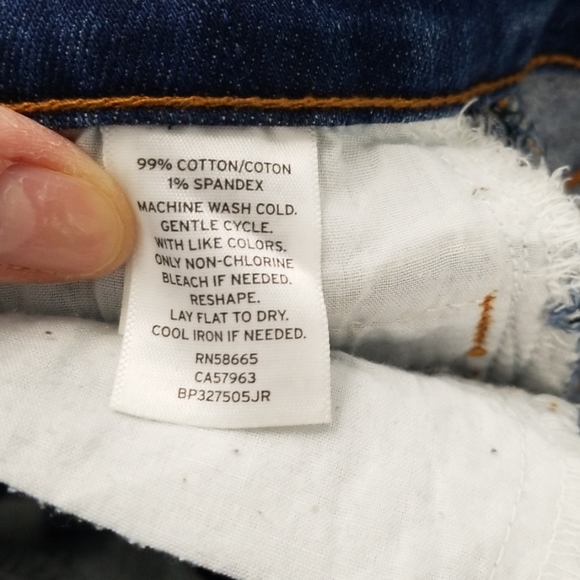 99% COTTON/COTON
1% SPANDEX
MACHINE WASH COLD.
GENTLE CYCLE.
WITH LIKE COLORS.
ONLY NON-CHLORINE
BLEACH IF NEEDED.
RESHAPE.
LAY FLAT TO DRY.
COOL IRON IF NEEDED.
RN58665
CA57963
BP327505JR